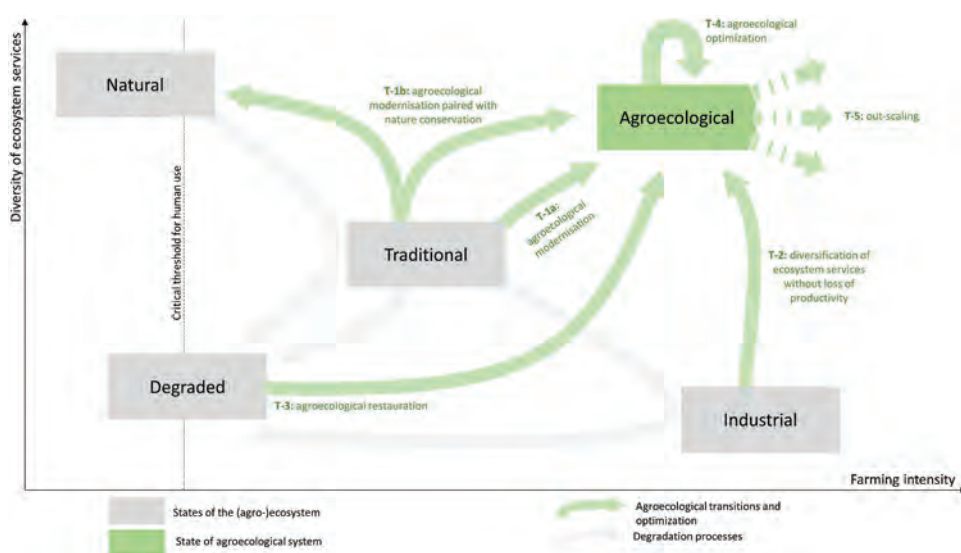 Diversity of ecosystem services
Natural
Critical threshold for human use
T-1b: agroecological
modernisation paired with
nature conservation
T-4: agroecological
optimization
Agroecological
T-5: out-scaling
Traditional
T-1a:
agroecological
modernisation
T-2: diversification of
ecosystem services
without loss of
productivity
Degraded
T-3: agroecological restauration
Industrial
Farming intensity
States of the (agro-)ecosystem
State of agroecological system
Agroecological transitions and
optimization
Degradation processes